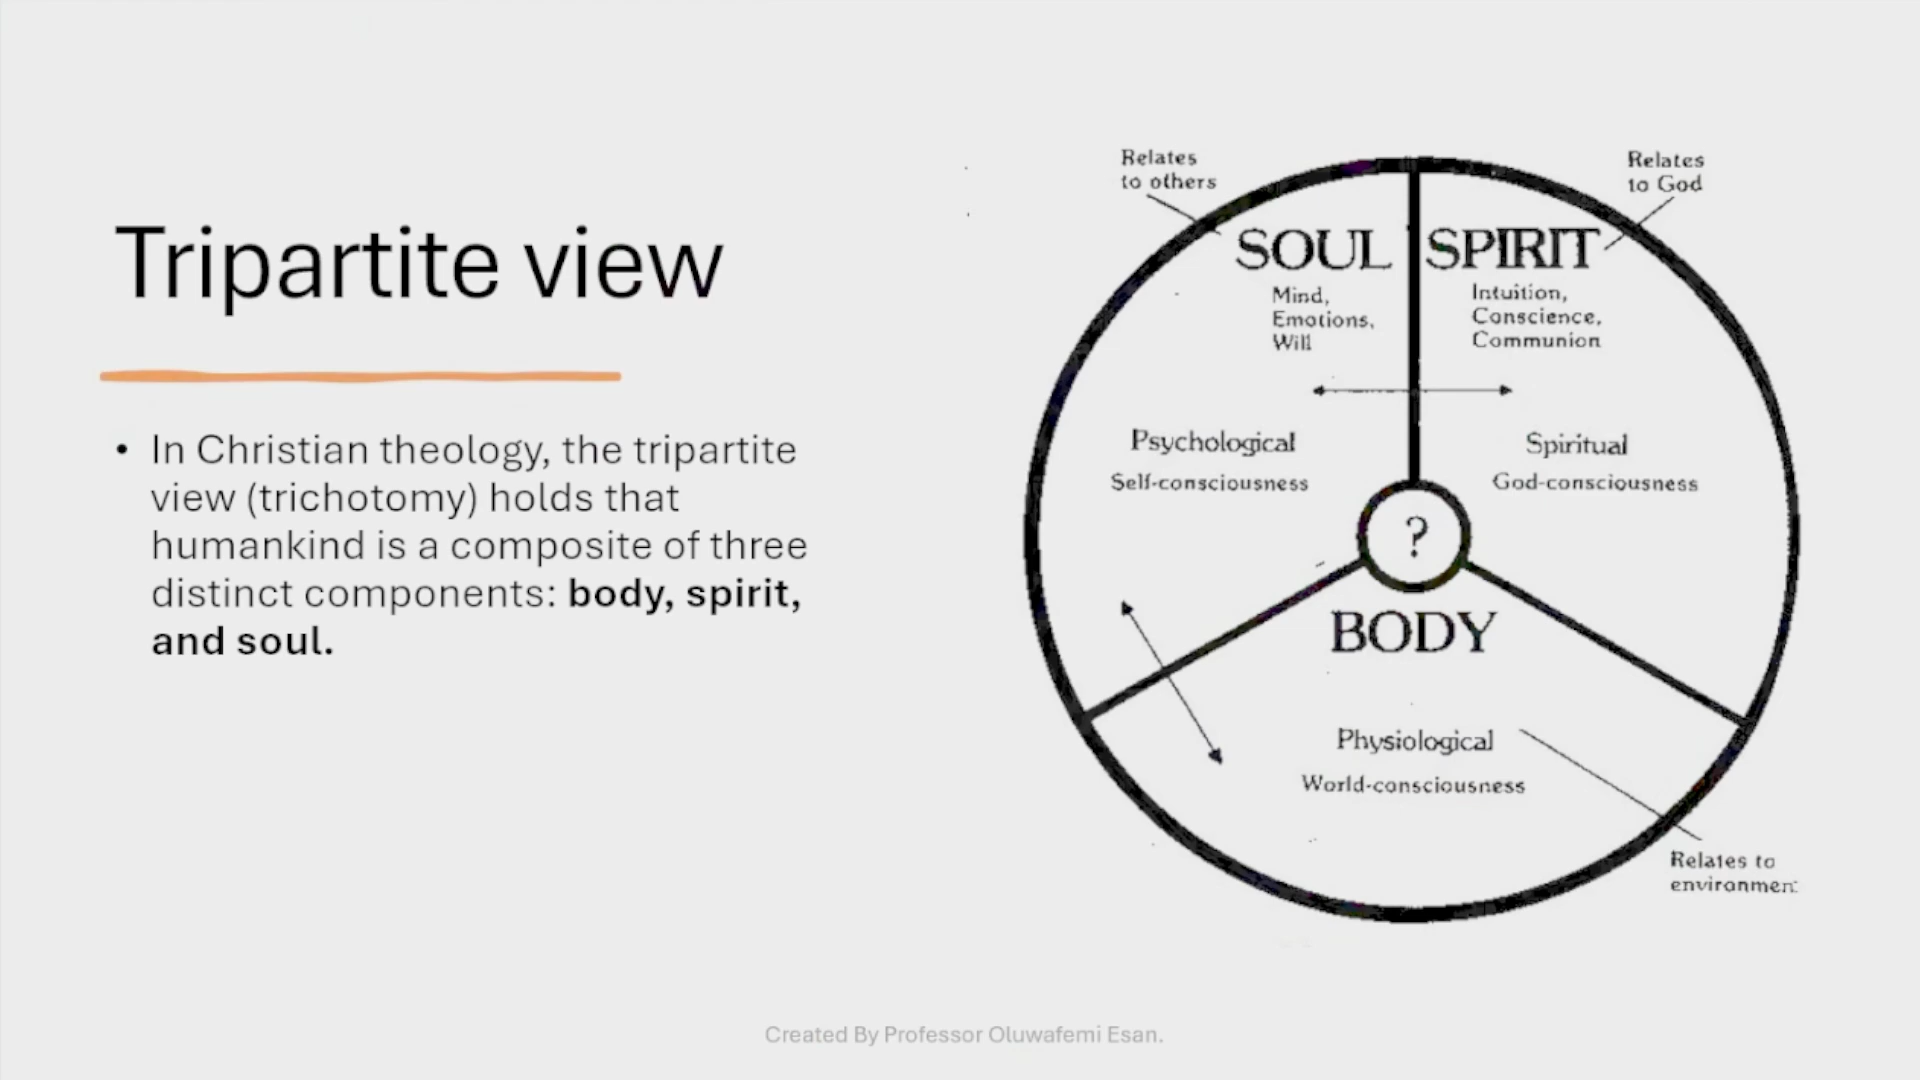 Tripartite view
• In Christian theology, the tripartite
view (trichotomy) holds that
humankind is a composite of three
distinct components: body, spirit,
and soul.
Relates
to others
Relates
to God
SOUL
Mind,
Emotions,
Will
SPIRIT
Intuition,
Conscience,
Communion
Psychological
Self-consciousness
Spiritual
God-consciousness
?
BODY
Physiological
World-consciousness
Relates to
environment
Created By Professor Oluwafemi Esan.